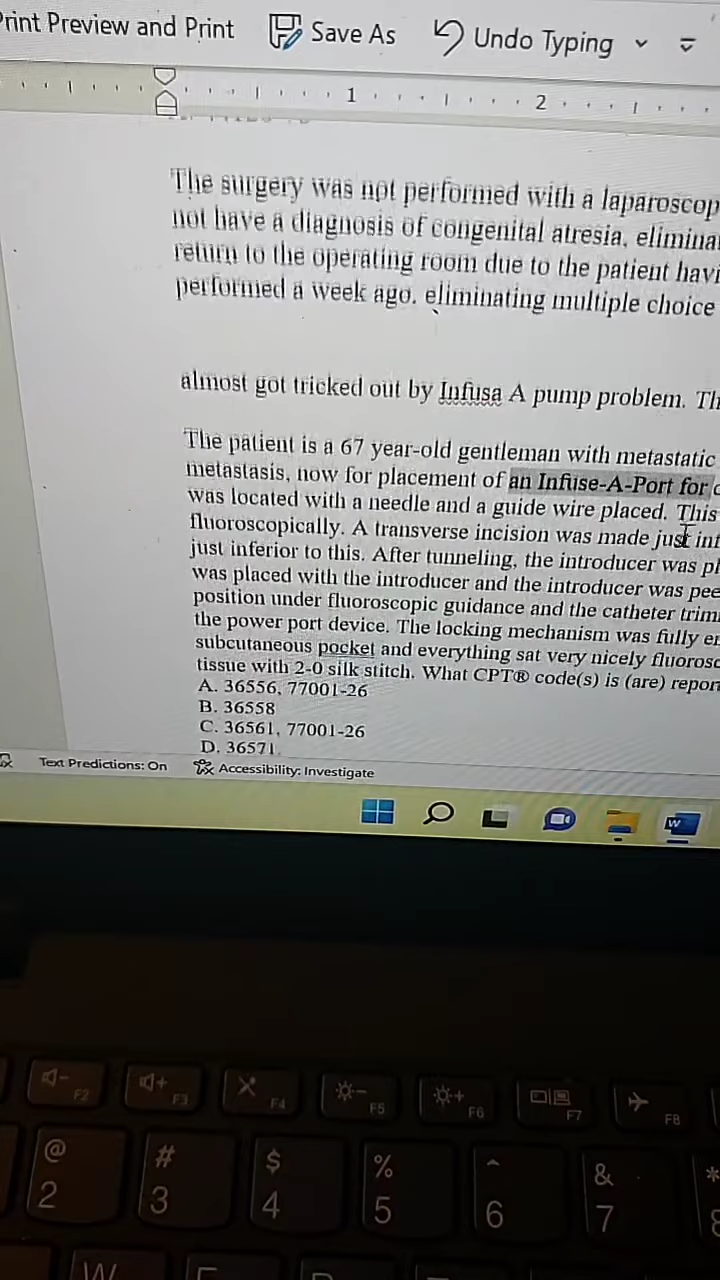 Print Preview and Print Save As Undo Typing
1 2
The surgery was not performed with a laparoscop
not have a diagnosis of congenital atresia, elimina
return to the operating room due to the patient havi
performed a week ago, eliminating multiple choice
almost got tricked out by Infusa A pump problem. Th
The patient is a 67 year-old gentleman with metastatic
metastasis, now for placement of an Infuse-A-Port for
was located with a needle and a guide wire placed. This
fluoroscopically. A transverse incision was made just inf
just inferior to this. After tunneling, the introducer was pl
was placed with the introducer and the introducer was pee
position under fluoroscopic guidance and the catheter trim
the power port device. The locking mechanism was fully en
subcutaneous pocket and everything sat very nicely fluorosc
tissue with 2-0 silk stitch. What CPT® code(s) is (are) repor
A. 36556, 77001-26
B. 36558
C. 36561, 77001-26
D. 36571
Text Predictions: On Accessibility: Investigate
W
F2 F3 F4 F5 F6 F7 F8
@ # $ % ^ & *
2 3 4 5 6 7 8
W